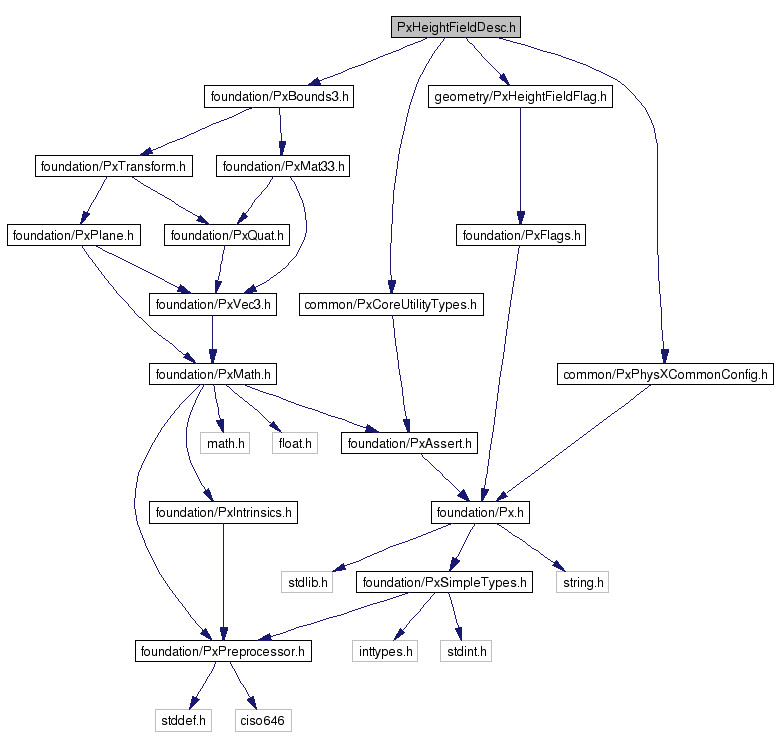 PxHeightFieldDesc.h
foundation/PxBounds3.h
geometry/PxHeightFieldFlag.h
foundation/PxTransform.h
foundation/PxMat33.h
foundation/PxPlane.h
foundation/PxQuat.h
foundation/PxFlags.h
foundation/PxVec3.h
common/PxCoreUtilityTypes.h
foundation/PxMath.h
common/PxPhysXCommonConfig.h
math.h
float.h
foundation/PxAssert.h
foundation/PxIntrinsics.h
foundation/Px.h
stdlib.h
foundation/PxSimpleTypes.h
string.h
foundation/PxPreprocessor.h
inttypes.h
stdint.h
stddef.h
ciso646